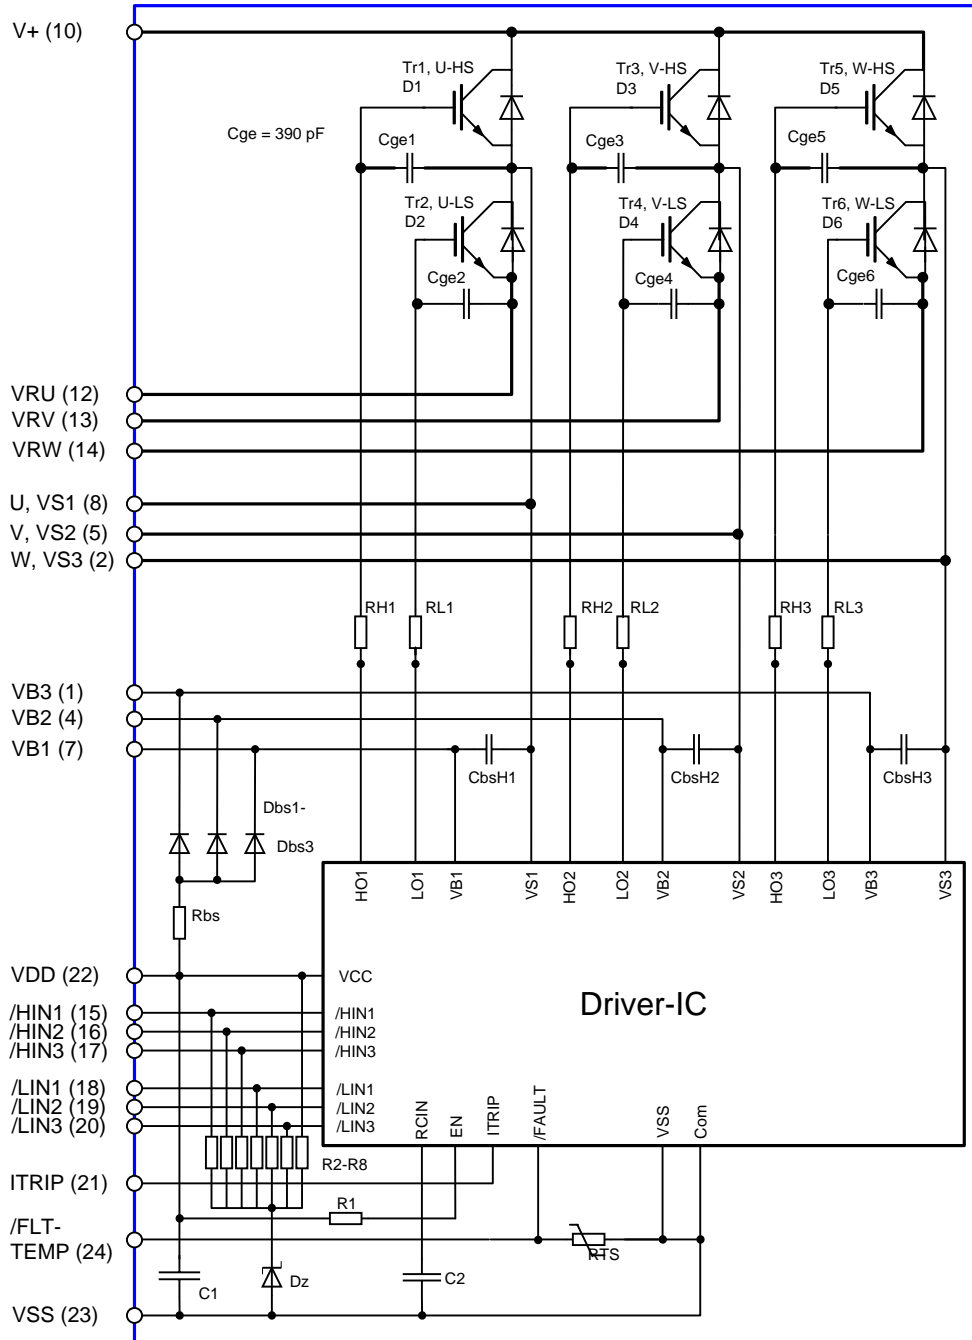 V+ (10)
Tr1, U-HS
D1
Tr3, V-HS
D3
Tr5, W-HS
D5
Cge = 390 pF
Cge1
Cge3
Cge5
Tr2, U-LS
D2
Tr4, V-LS
D4
Tr6, W-LS
D6
Cge2
Cge4
Cge6
VRU (12)
VRV (13)
VRW (14)
U, VS1 (8)
V, VS2 (5)
W, VS3 (2)
RH1
RL1
RH2
RL2
RH3
RL3
VB3 (1)
VB2 (4)
VB1 (7)
CbsH1
CbsH2
CbsH3
Dbs1-
Dbs3
Rbs
HO1
LO1
VB1
VS1
HO2
LO2
VB2
VS2
HO3
LO3
VB3
VS3
VDD (22)
VCC
Driver-IC
/HIN1 (15)
/HIN1
/HIN2 (16)
/HIN2
/HIN3 (17)
/HIN3
/LIN1 (18)
/LIN1
/LIN2 (19)
/LIN2
/LIN3 (20)
/LIN3
RCIN
EN
ITRIP
/FAULT
VSS
Com
R2-R8
ITRIP (21)
R1
/FLT-
TEMP (24)
RTS
C1
Dz
C2
VSS (23)